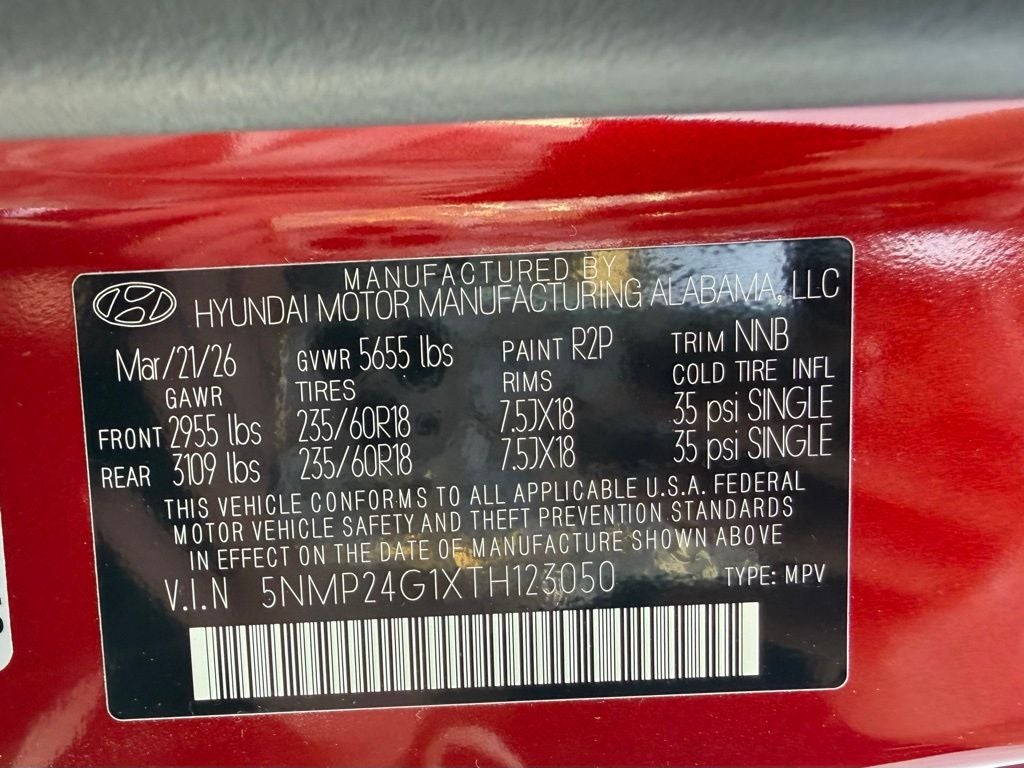 MANUFACTURED BY
HYUNDAI MOTOR MANUFACTURING ALABAMA, LLC
Mar/21/26 GVWR 5655 lbs PAINT R2P TRIM NNB
GAWR TIRES RIMS COLD TIRE INFL
FRONT 2955 lbs 235/60R18 7.5JX18 35 psi SINGLE
REAR 3109 lbs 235/60R18 7.5JX18 35 psi SINGLE
THIS VEHICLE CONFORMS TO ALL APPLICABLE U.S.A. FEDERAL
MOTOR VEHICLE SAFETY AND THEFT PREVENTION STANDARDS
IN EFFECT ON THE DATE OF MANUFACTURE SHOWN ABOVE
V.I.N 5NMP24G1XTH123050 TYPE: MPV